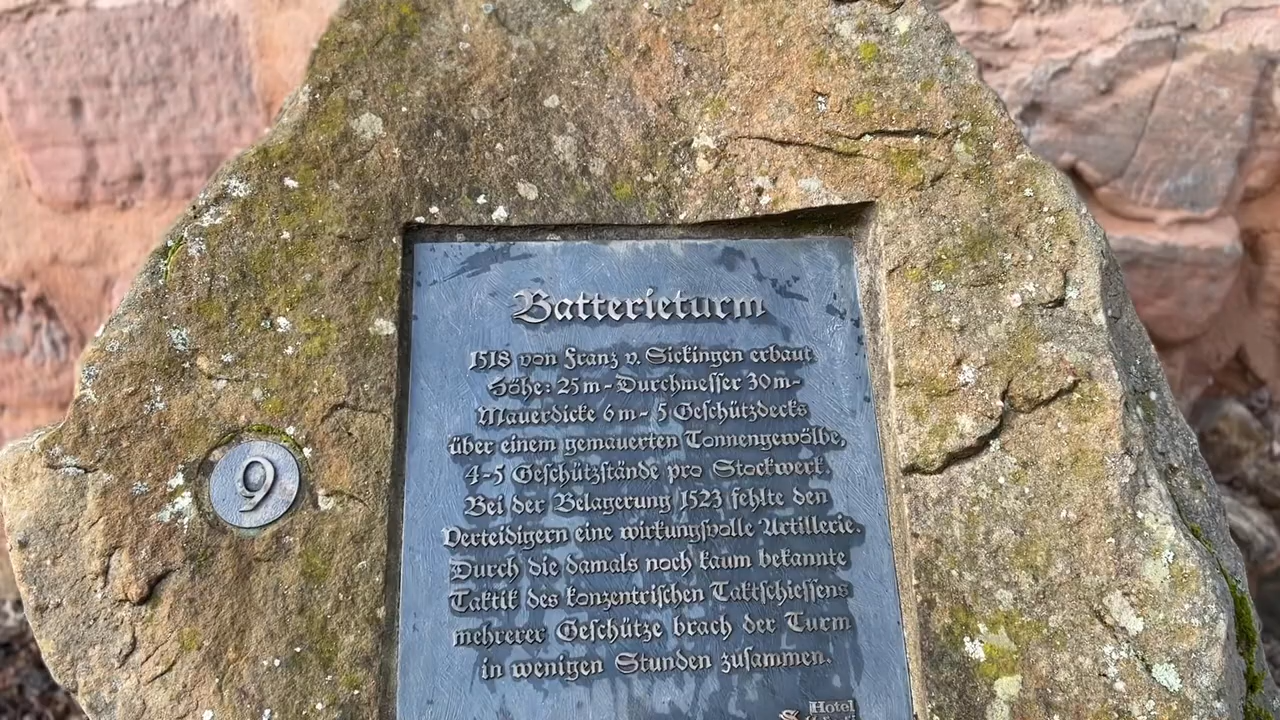 Batterieturm
1518 von Franz v. Sickingen erbaut
Höhe: 25 m - Durchmesser 30 m -
Mauerdicke 6 m - 5 Geschützdecks
über einem gemauerten Tonnengewölbe,
4-5 Geschützstände pro Stockwerk.
Bei der Belagerung 1523 fehlte den
Verteidigern eine wirkungsvolle Artillerie.
Durch die damals noch kaum bekannte
Taktik des konzentrischen Taktschiessens
mehrerer Geschütze brach der Turm
in wenigen Stunden zusammen.
9
Hotel